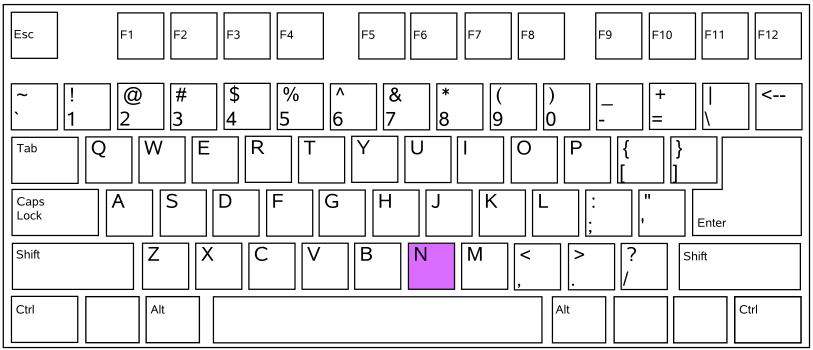 Esc F1 F2 F3 F4 F5 F6 F7 F8 F9 F10 F11 F12
~ ! @ # $ % ^ & * ( ) _ + | <--
` 1 2 3 4 5 6 7 8 9 0 - = \
Tab Q W E R T Y U I O P { }
[ ]
Caps A S D F G H J K L : "
Lock ; '
Enter
Shift Z X C V B N M < > ? Shift
, . /
Ctrl Alt Alt Ctrl